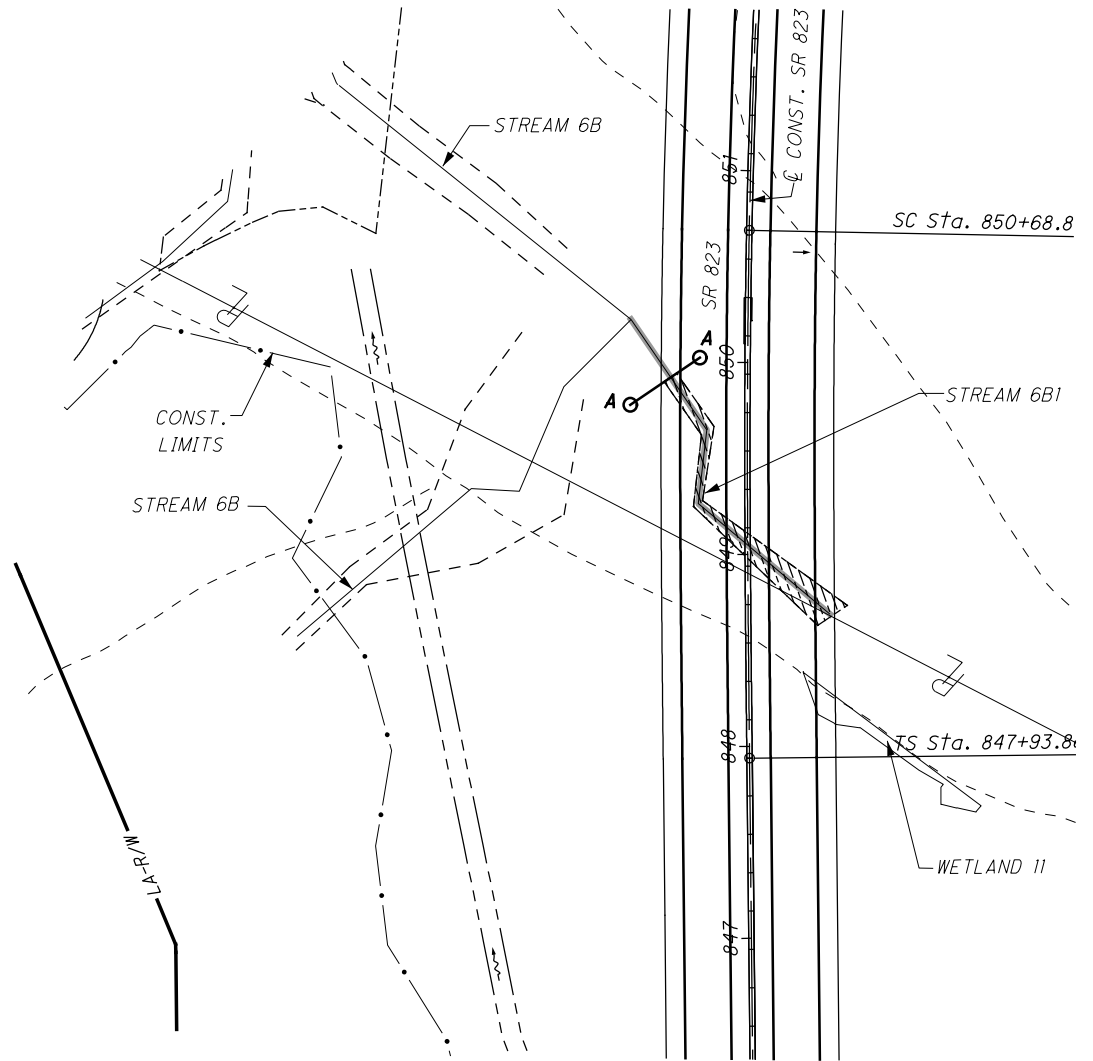 STREAM 6B
851
℄ CONST. SR 823
SC Sta. 850+68.8
SR 823
A
850
A
STREAM 6B1
CONST.
LIMITS
STREAM 6B
849
848
TS Sta. 847+93.8
LA-R/W
WETLAND 11
847